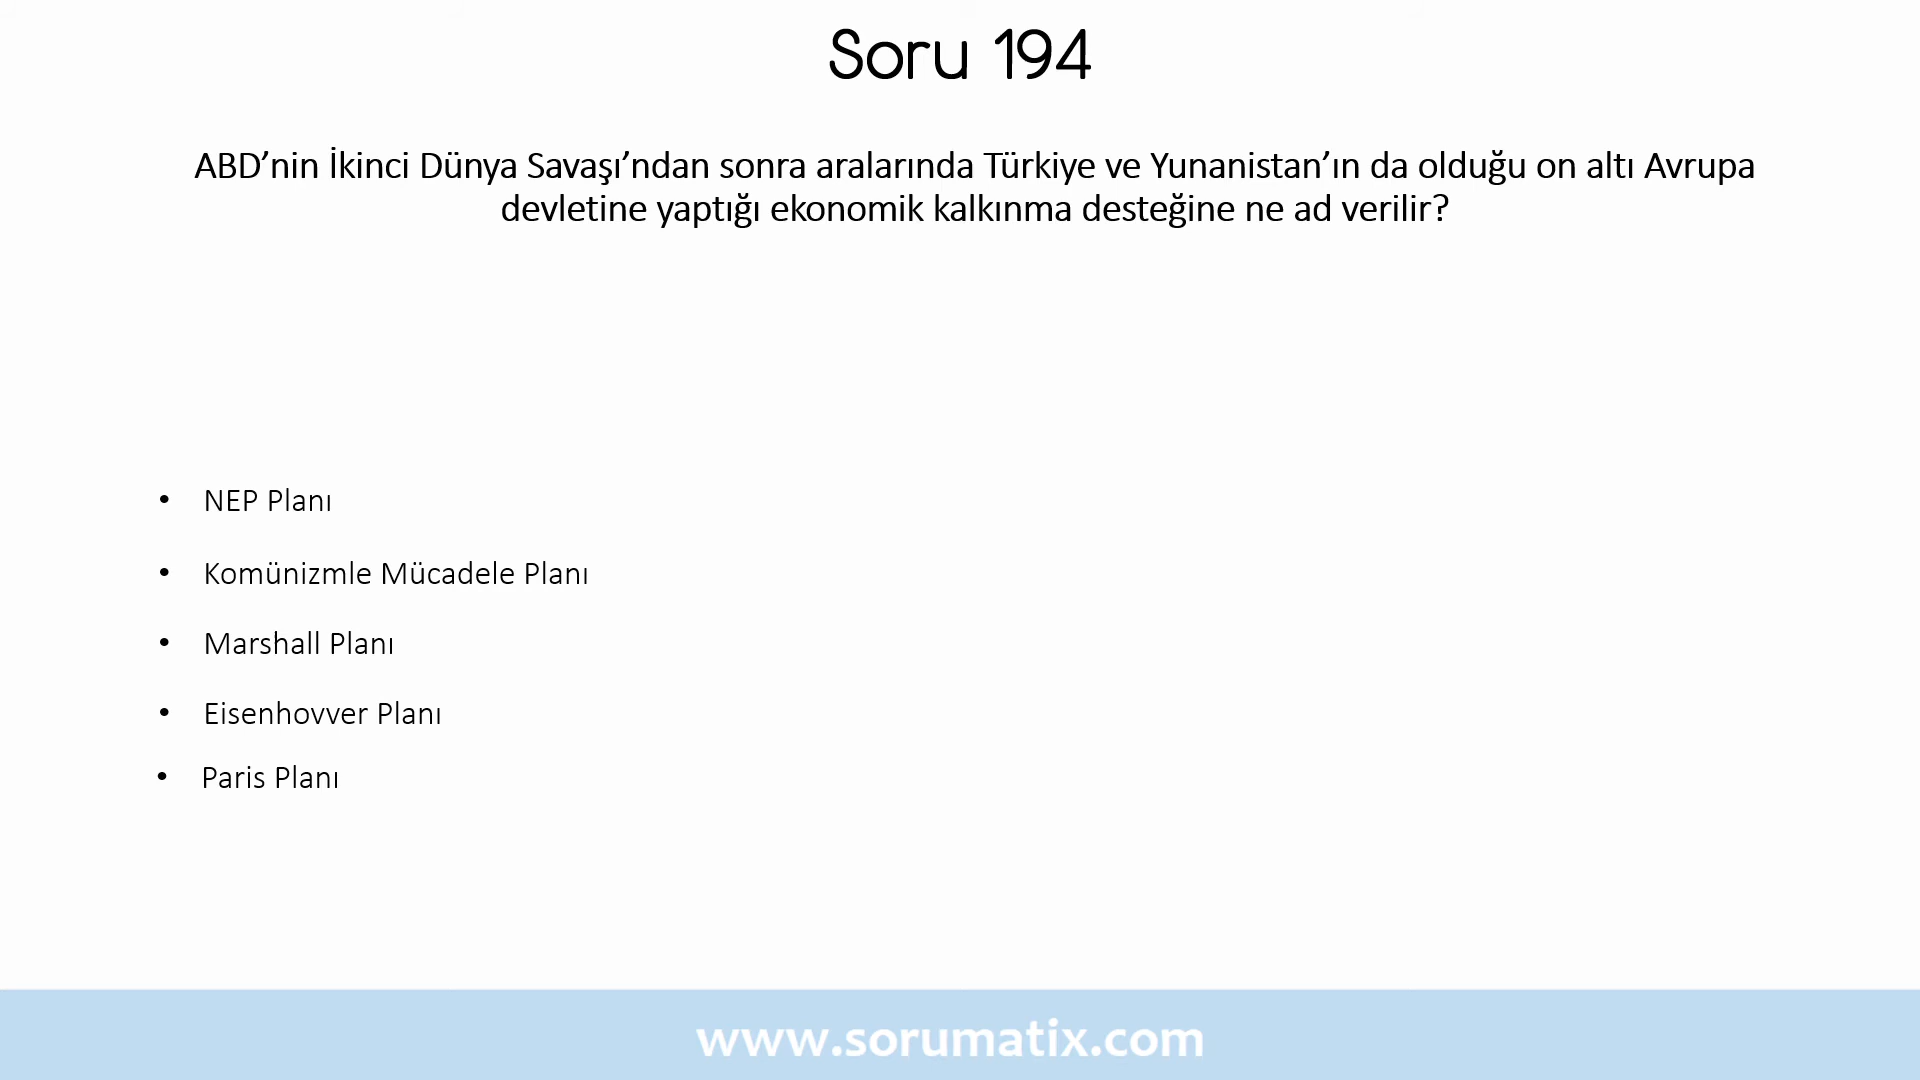 Soru 194
ABD’nin İkinci Dünya Savaşı’ndan sonra aralarında Türkiye ve Yunanistan’ın da olduğu on altı Avrupa
devletine yaptığı ekonomik kalkınma desteğine ne ad verilir?
• NEP Planı
• Komünizmle Mücadele Planı
• Marshall Planı
• Eisenhovver Planı
• Paris Planı
www.sorumatix.com